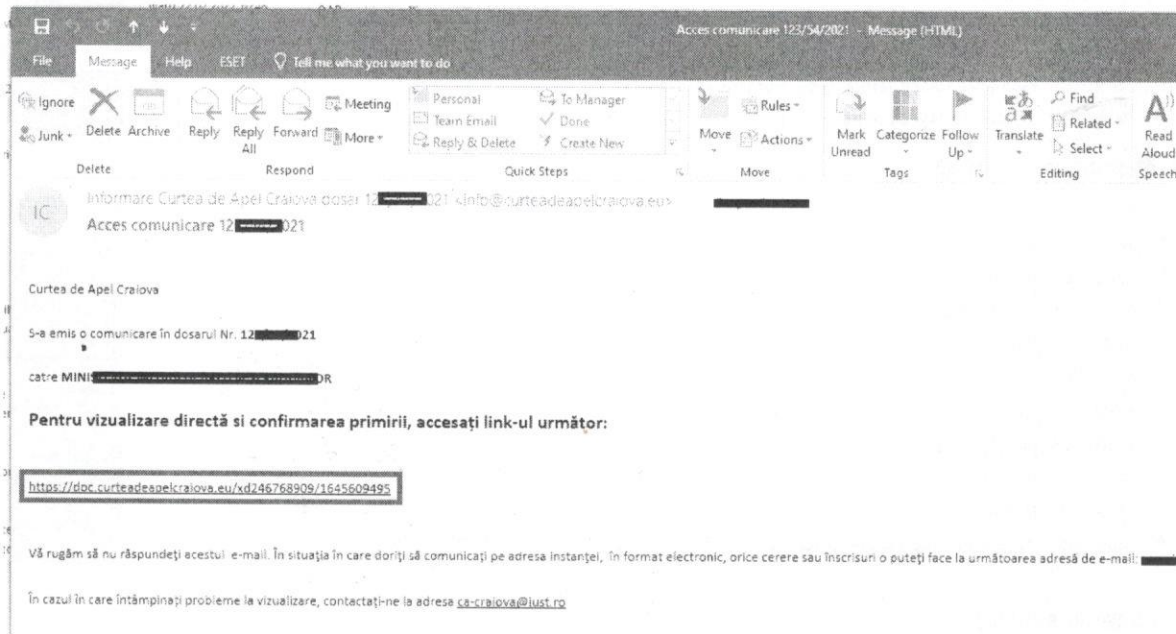 Acces comunicare 123/54/2021 - Message (HTML)
File Message Help ESET Tell me what you want to do
Ignore
Junk
Delete Archive Reply Reply All Forward
Meeting
More
Personal To Manager
Team Email Done
Reply & Delete Create New
Move Rules
Actions
Mark Unread Categorize Follow Up
Translate Find
Related
Select
Read Aloud
Delete Respond Quick Steps Move Tags Editing Speech
IC
Informare Curtea de Apel Craiova dosar 12 021 <info@curteadeapelcraiova.eu>
Acces comunicare 12 021
Curtea de Apel Craiova
S-a emis o comunicare în dosarul Nr. 12 021
catre MINIS OR
Pentru vizualizare directă si confirmarea primirii, accesați link-ul următor:
https://doc.curteadeapelcraiova.eu/xd246768909/1645609495
Vă rugăm să nu răspundeți acestui e-mail. În situația în care doriți să comunicați pe adresa instanței, în format electronic, orice cerere sau înscrisuri o puteți face la următoarea adresă de e-mail:
În cazul în care întâmpinați probleme la vizualizare, contactați-ne la adresa ca-craiova@just.ro